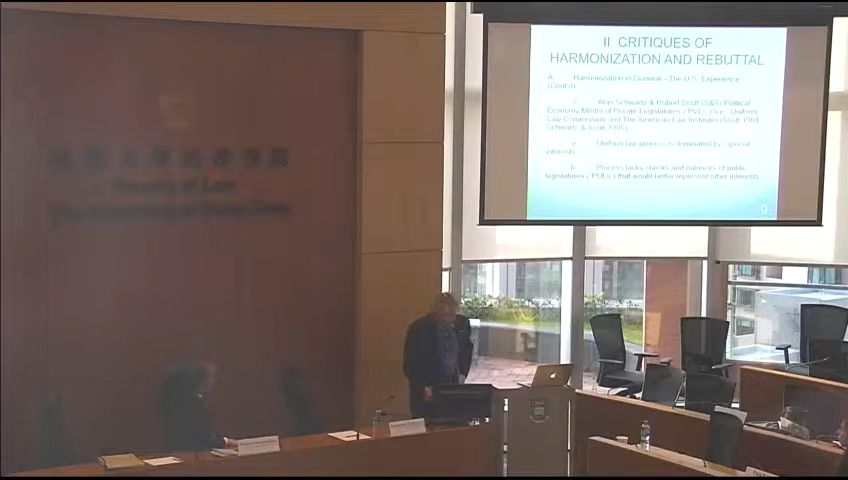 II CRITIQUES OF
HARMONIZATION AND REBUTTAL
A. Harmonization in General—The U.S. Experience
(Cont'd)
Alan Schwartz & Robert Scott (S&S) Political
Economy Model of Private Legislatures ("PVLs") i.e. Uniform
Law Commission and The American Law Institute) (Scott 1994,
Schwartz & Scott 1995)
a. Uniform law process is dominated by "special
interests"
b. Process lacks checks and balances of public
legislatures ("PULs") that would better represent other interests
9
Faculty of Law
The University of Hong Kong